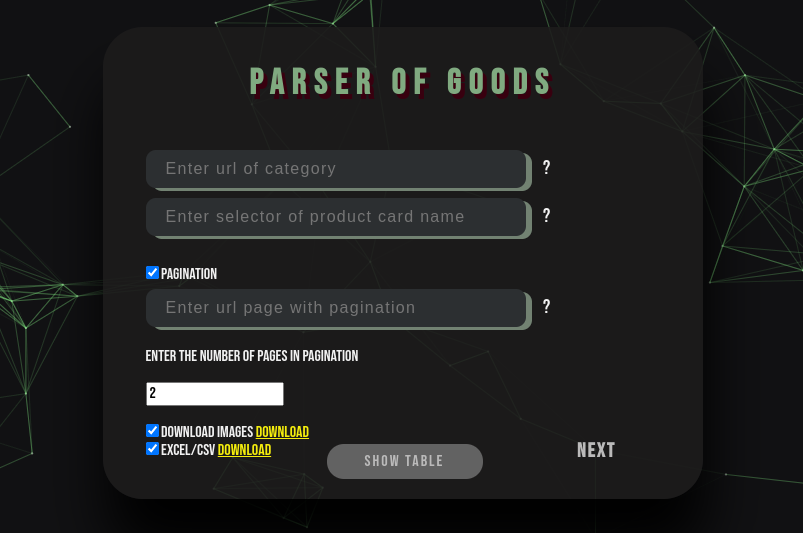 PARSER OF GOODS
Enter url of category ?
Enter selector of product card name ?
PAGINATION
Enter url page with pagination ?
ENTER THE NUMBER OF PAGES IN PAGINATION
2
DOWNLOAD IMAGES DOWNLOAD
EXCEL/CSV DOWNLOAD
SHOW TABLE
NEXT